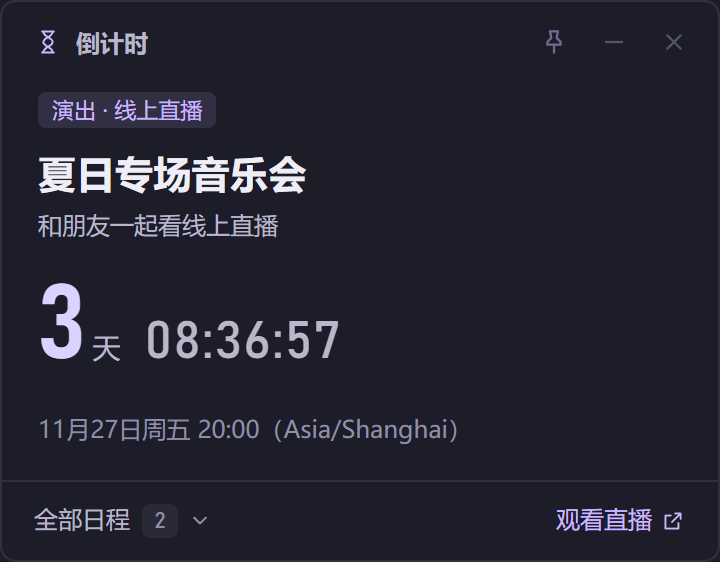 倒计时
演出 · 线上直播
夏日专场音乐会
和朋友一起看线上直播
3 天 08:36:57
11月27日周五 20:00（Asia/Shanghai）
全部日程 2
观看直播